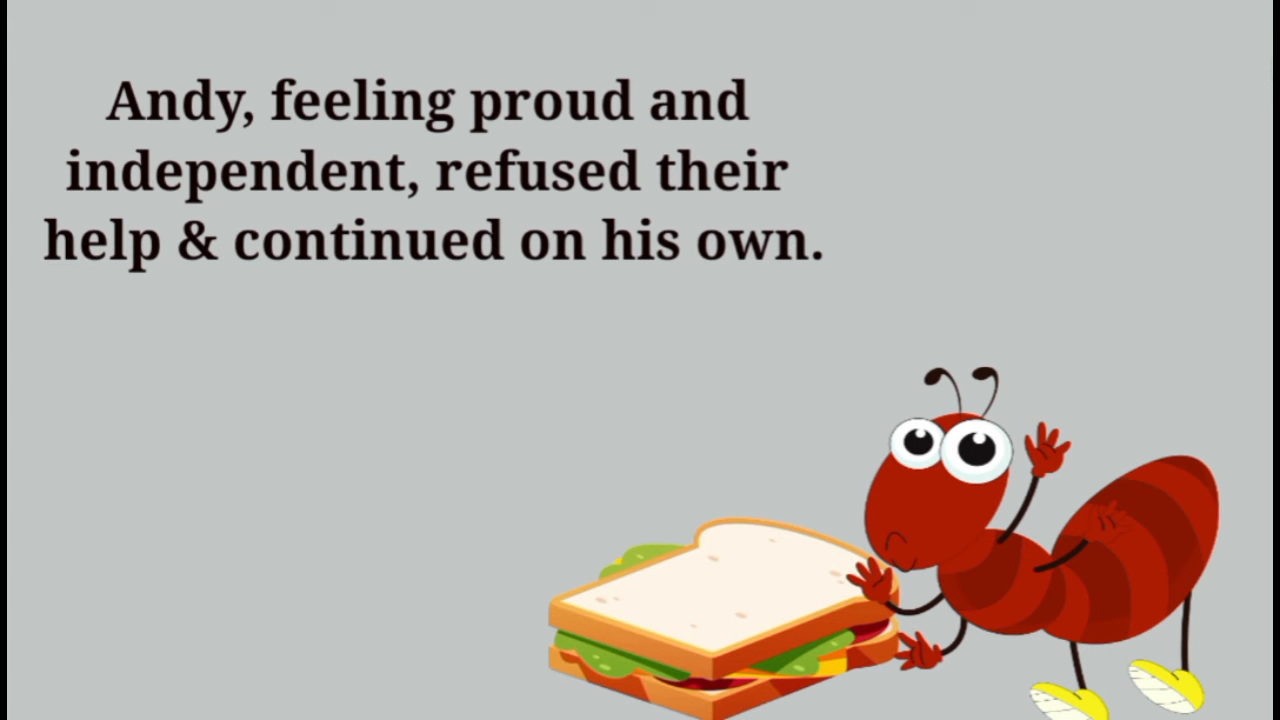 Andy, feeling proud and
independent, refused their
help & continued on his own.